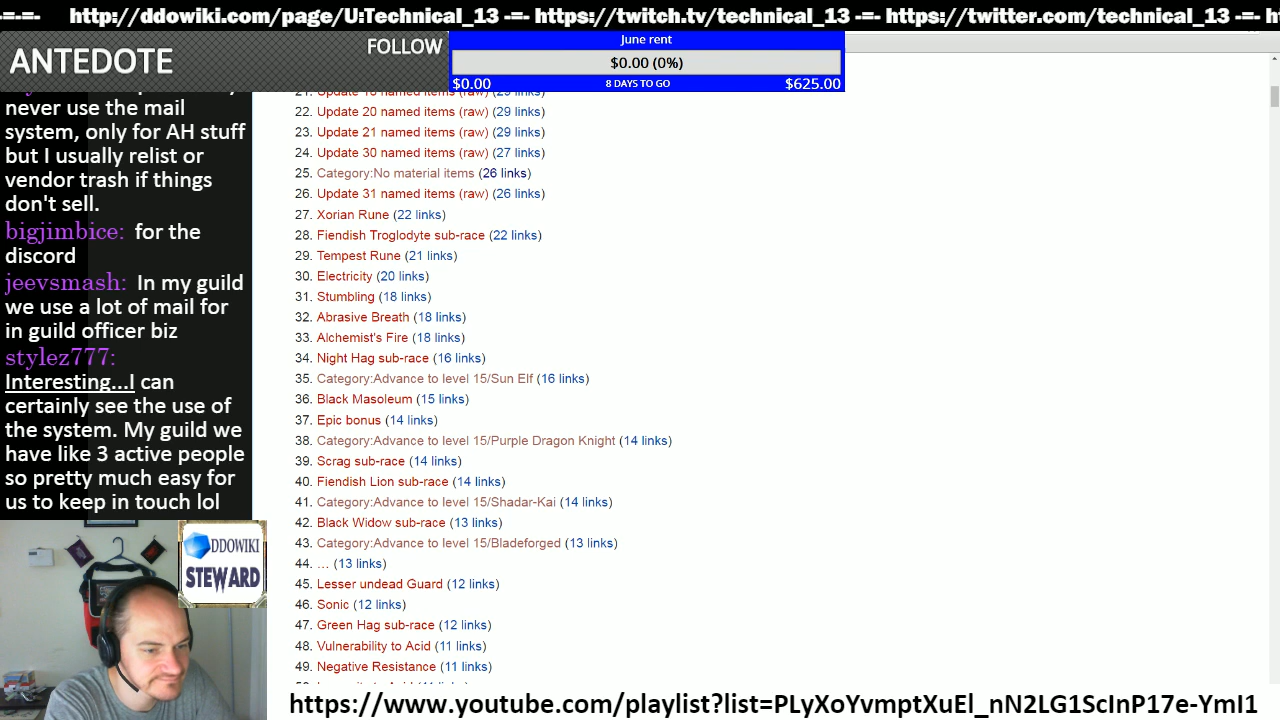 -=-=- http://ddowiki.com/page/U:Technical_13 -=- https://twitch.tv/technical_13 -=- https://twitter.com/technical_13 -=-
ANTEDOTE
FOLLOW
June rent
$0.00 (0%)
$0.00 8 DAYS TO GO $625.00
never use the mail
system, only for AH stuff
but I usually relist or
vendor trash if things
don't sell.
bigjimbice: for the
discord
jeevsmash: In my guild
we use a lot of mail for
in guild officer biz
stylez777:
Interesting...I can
certainly see the use of
the system. My guild we
have like 3 active people
so pretty much easy for
us to keep in touch lol
DDOWIKI
STEWARD
22. Update 20 named items (raw) (29 links)
23. Update 21 named items (raw) (29 links)
24. Update 30 named items (raw) (27 links)
25. Category:No material items (26 links)
26. Update 31 named items (raw) (26 links)
27. Xorian Rune (22 links)
28. Fiendish Troglodyte sub-race (22 links)
29. Tempest Rune (21 links)
30. Electricity (20 links)
31. Stumbling (18 links)
32. Abrasive Breath (18 links)
33. Alchemist's Fire (18 links)
34. Night Hag sub-race (16 links)
35. Category:Advance to level 15/Sun Elf (16 links)
36. Black Masoleum (15 links)
37. Epic bonus (14 links)
38. Category:Advance to level 15/Purple Dragon Knight (14 links)
39. Scrag sub-race (14 links)
40. Fiendish Lion sub-race (14 links)
41. Category:Advance to level 15/Shadar-Kai (14 links)
42. Black Widow sub-race (13 links)
43. Category:Advance to level 15/Bladeforged (13 links)
44. … (13 links)
45. Lesser undead Guard (12 links)
46. Sonic (12 links)
47. Green Hag sub-race (12 links)
48. Vulnerability to Acid (11 links)
49. Negative Resistance (11 links)
https://www.youtube.com/playlist?list=PLyXoYvmptXuEl_nN2LG1ScInP17e-YmI1